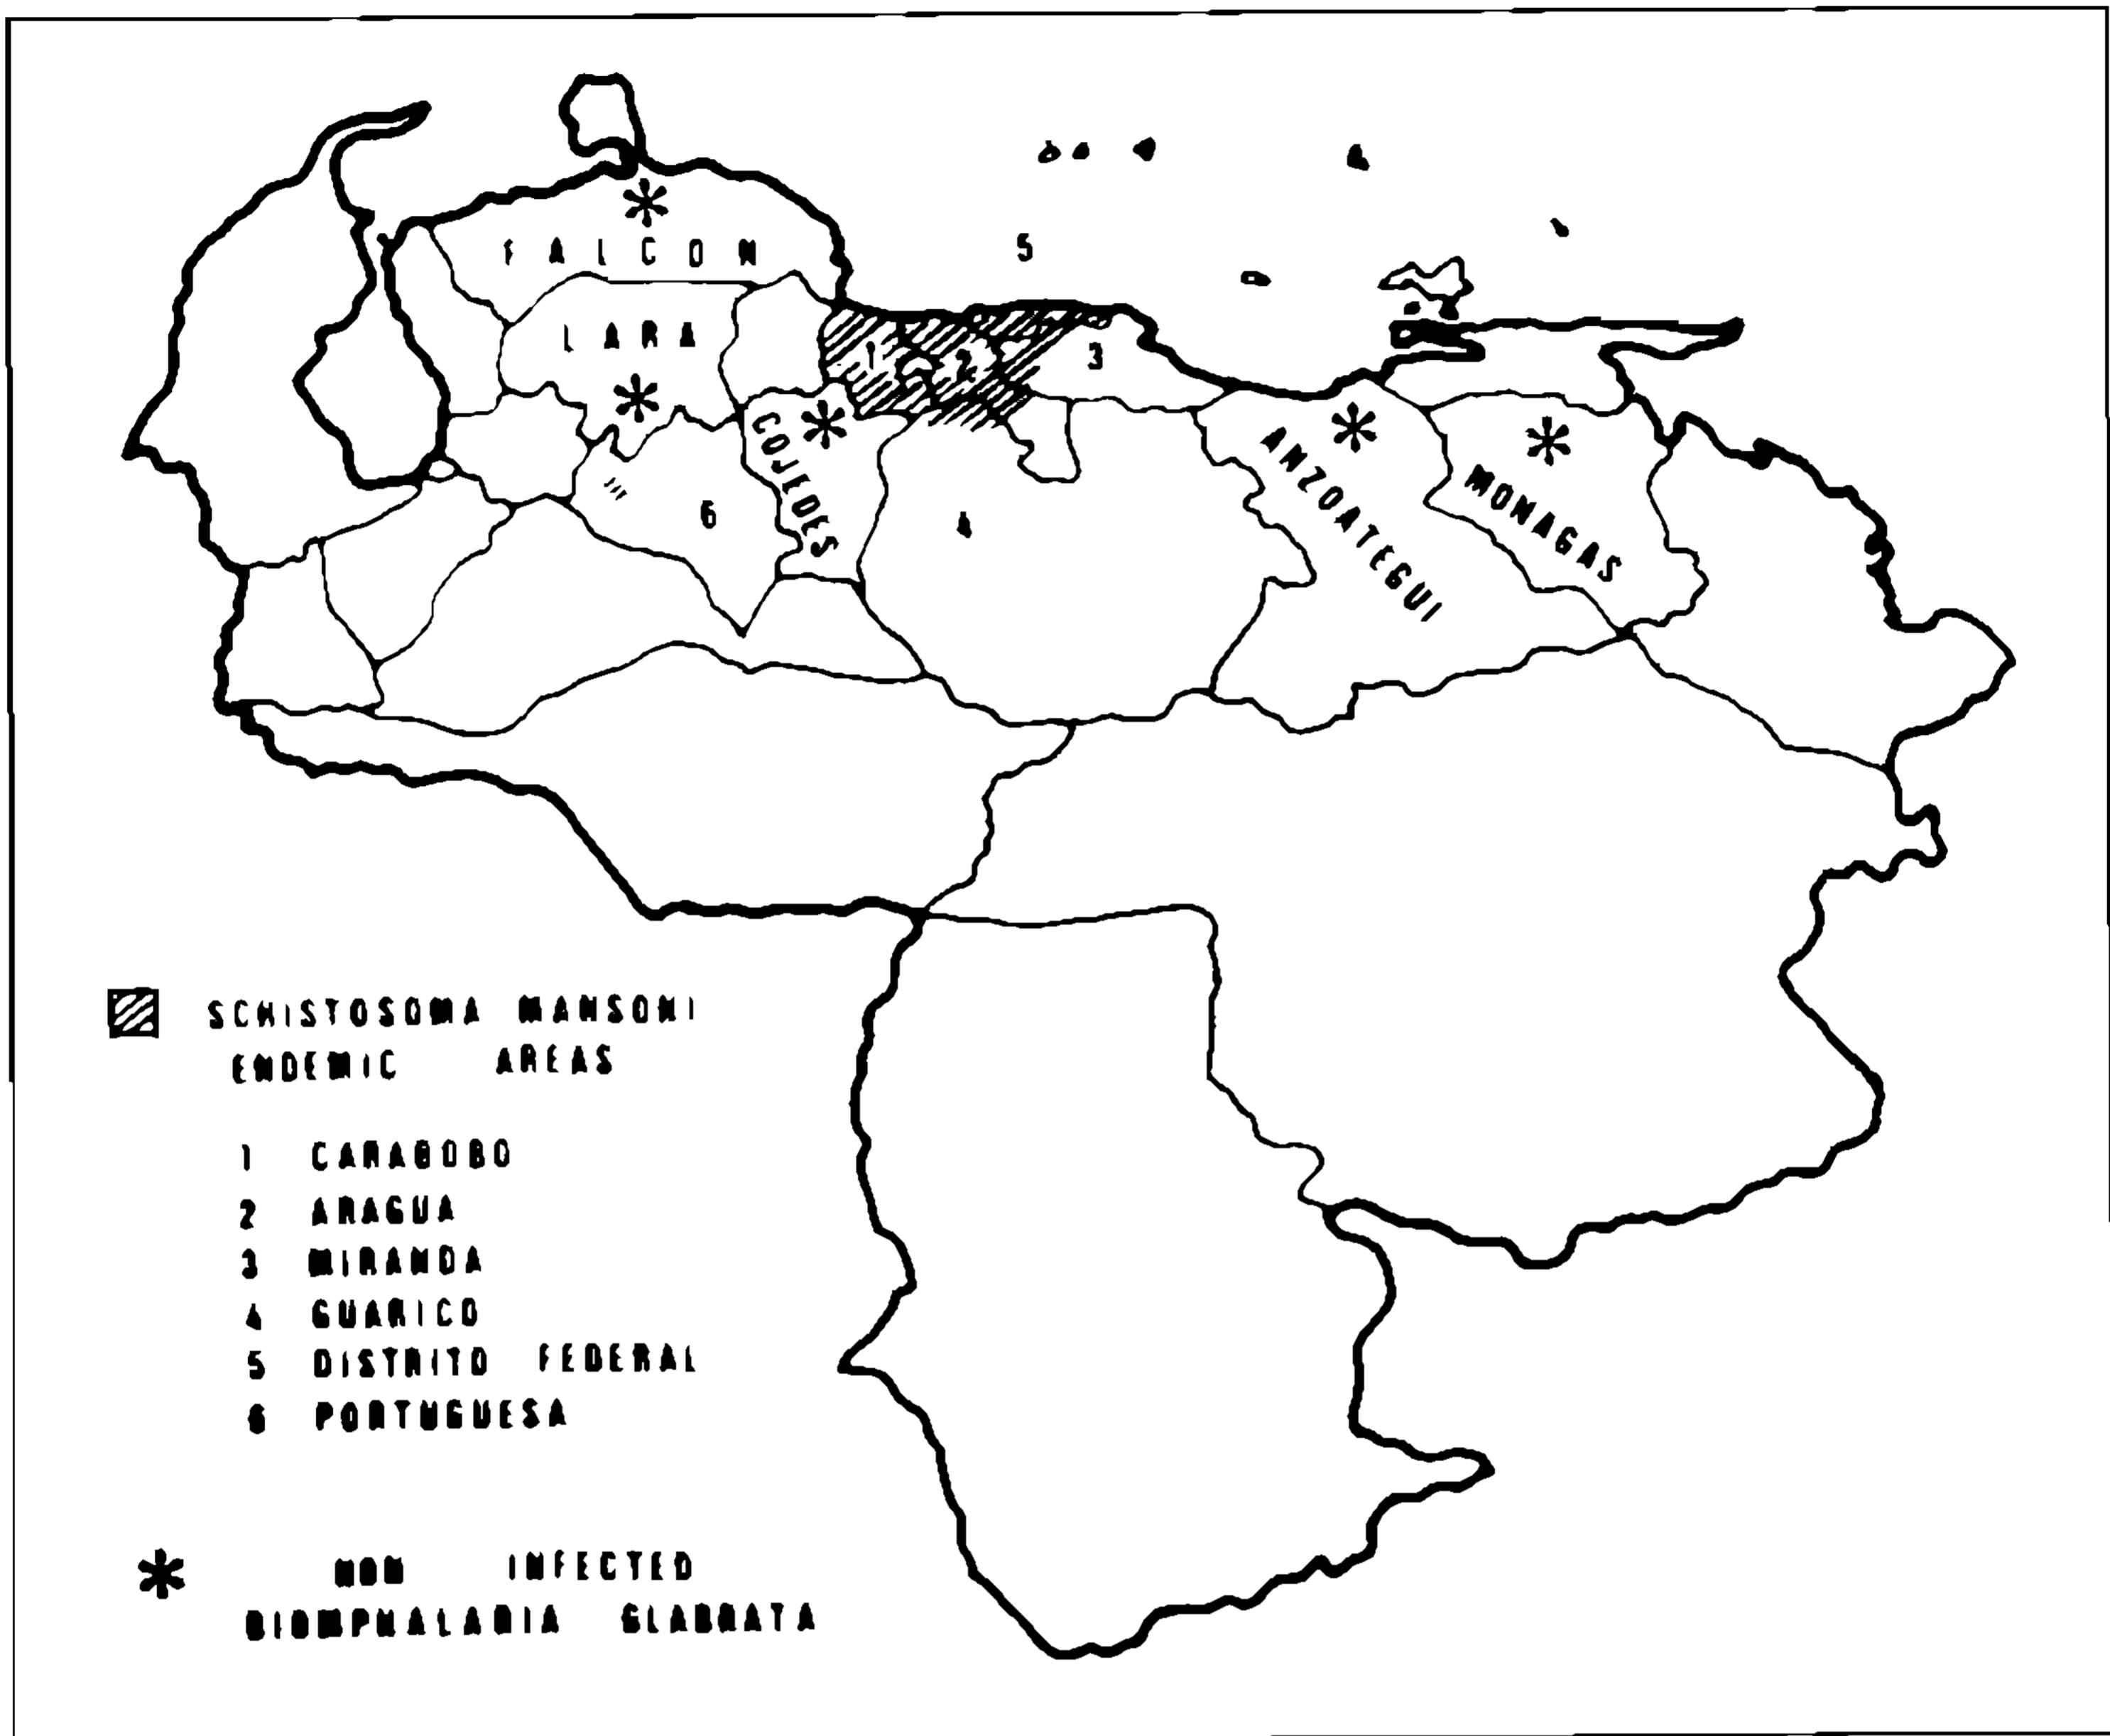 FALCON
5
LARA
1
2
3
COJEDES
ANZOATEGUI
MONAGAS
6
4
SCHISTOSOMA MANSONI
ENDEMIC AREAS
1 CARABOBO
2 ARAGUA
3 MIRANDA
4 GUARICO
5 DISTRITO FEDERAL
6 PORTUGUESA
* NON INFECTED
BIOMPHALARIA GLABRATA